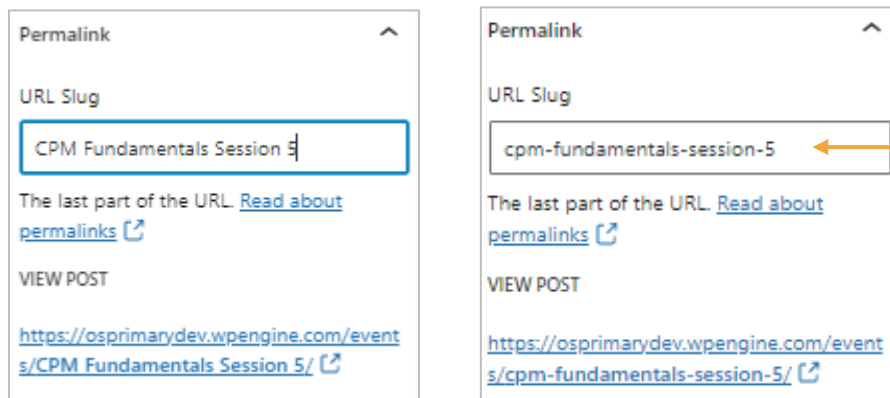 Permalink
URL Slug
CPM Fundamentals Session 5
The last part of the URL. Read about
permalinks
VIEW POST
https://osprimarydev.wpengine.com/event
s/CPM Fundamentals Session 5/
Permalink
URL Slug
cpm-fundamentals-session-5
The last part of the URL. Read about
permalinks
VIEW POST
https://osprimarydev.wpengine.com/event
s/cpm-fundamentals-session-5/